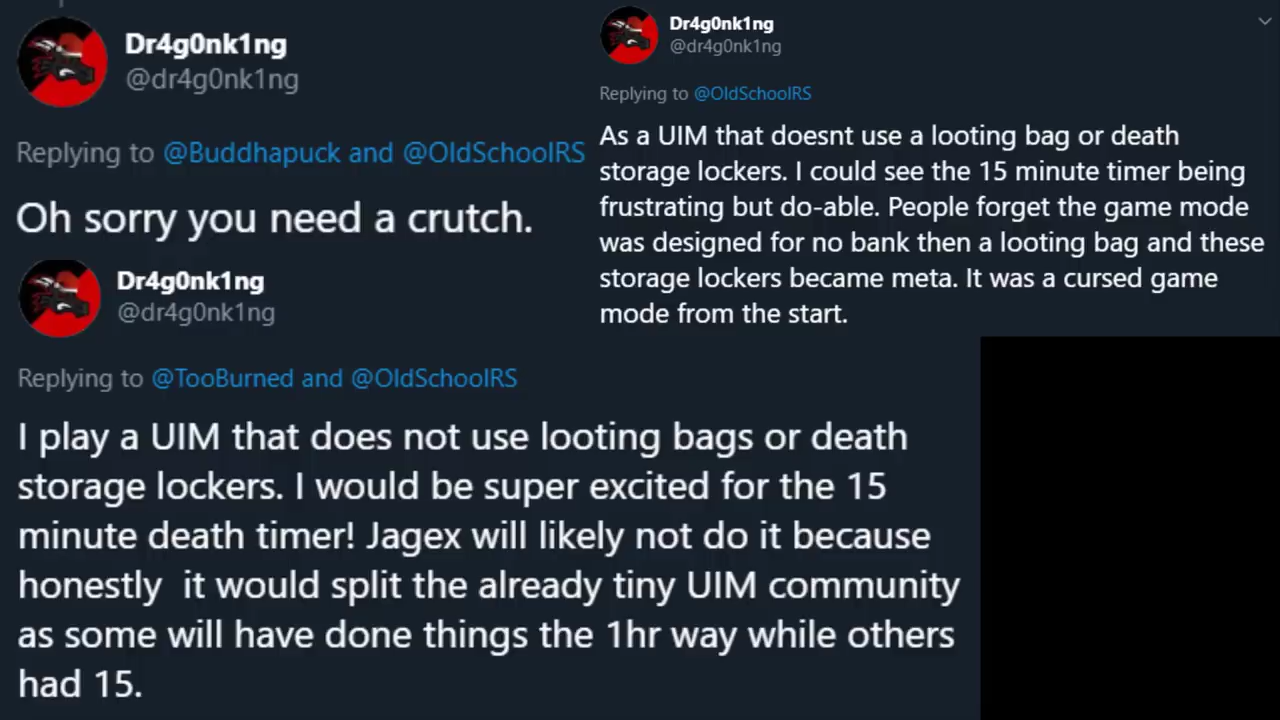 Dr4g0nk1ng
@dr4g0nk1ng
Replying to @Buddhapuck and @OldSchoolRS
Oh sorry you need a crutch.
Dr4g0nk1ng
@dr4g0nk1ng
Replying to @TooBurned and @OldSchoolRS
I play a UIM that does not use looting bags or death
storage lockers. I would be super excited for the 15
minute death timer! Jagex will likely not do it because
honestly  it would split the already tiny UIM community
as some will have done things the 1hr way while others
had 15.
Dr4g0nk1ng
@dr4g0nk1ng
Replying to @OldSchoolRS
As a UIM that doesnt use a looting bag or death
storage lockers. I could see the 15 minute timer being
frustrating but do-able. People forget the game mode
was designed for no bank then a looting bag and these
storage lockers became meta. It was a cursed game
mode from the start.